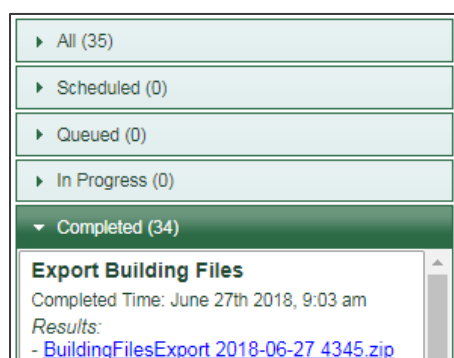 All (35)
Scheduled (0)
Queued (0)
In Progress (0)
Completed (34)
Export Building Files
Completed Time: June 27th 2018, 9:03 am
Results:
- BuildingFilesExport 2018-06-27 4345.zip